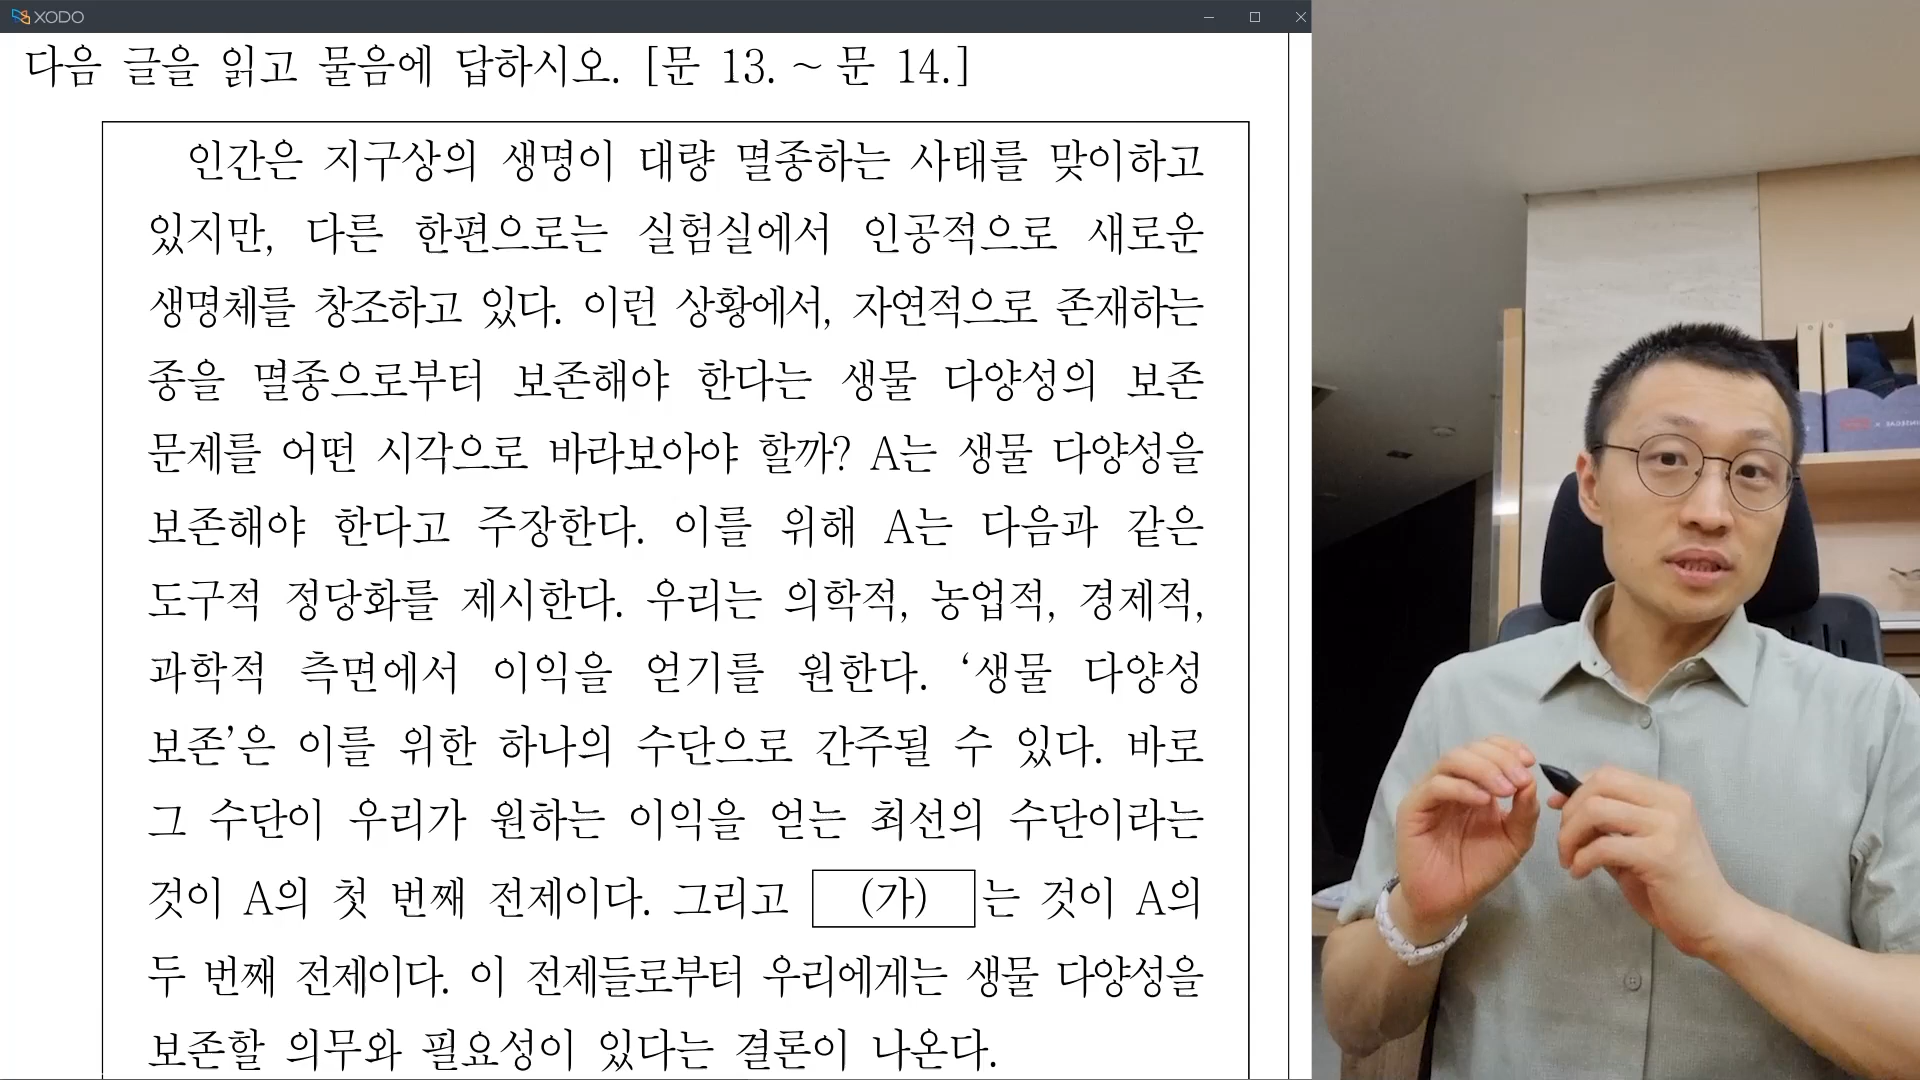 XODO
다음 글을 읽고 물음에 답하시오. [문 13. ~ 문 14.]
인간은 지구상의 생명이 대량 멸종하는 사태를 맞이하고
있지만, 다른 한편으로는 실험실에서 인공적으로 새로운
생명체를 창조하고 있다. 이런 상황에서, 자연적으로 존재하는
종을 멸종으로부터 보존해야 한다는 생물 다양성의 보존
문제를 어떤 시각으로 바라보아야 할까? A는 생물 다양성을
보존해야 한다고 주장한다. 이를 위해 A는 다음과 같은
도구적 정당화를 제시한다. 우리는 의학적, 농업적, 경제적,
과학적 측면에서 이익을 얻기를 원한다. ‘생물 다양성
보존’은 이를 위한 하나의 수단으로 간주될 수 있다. 바로
그 수단이 우리가 원하는 이익을 얻는 최선의 수단이라는
것이 A의 첫 번째 전제이다. 그리고 (가) 는 것이 A의
두 번째 전제이다. 이 전제들로부터 우리에게는 생물 다양성을
보존할 의무와 필요성이 있다는 결론이 나온다.